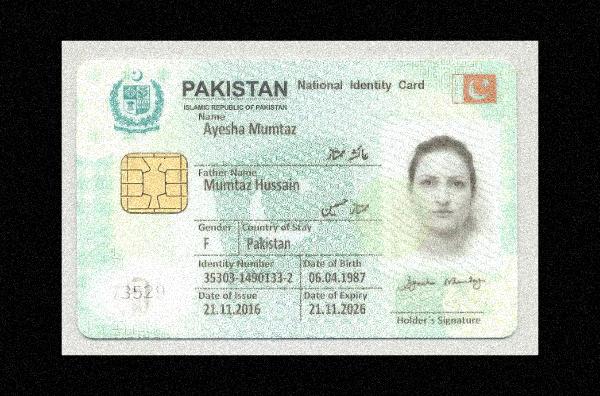 PAKISTAN National Identity Card
ISLAMIC REPUBLIC OF PAKISTAN
Name
Ayesha Mumtaz
عائشہ ممتاز
Father Name
Mumtaz Hussain
ممتاز حسین
Gender Country of Stay
F Pakistan
Identity Number Date of Birth
35303-1490133-2 06.04.1987
Date of Issue Date of Expiry
21.11.2016 21.11.2026
Ayesha Mumtaz
Holder's Signature